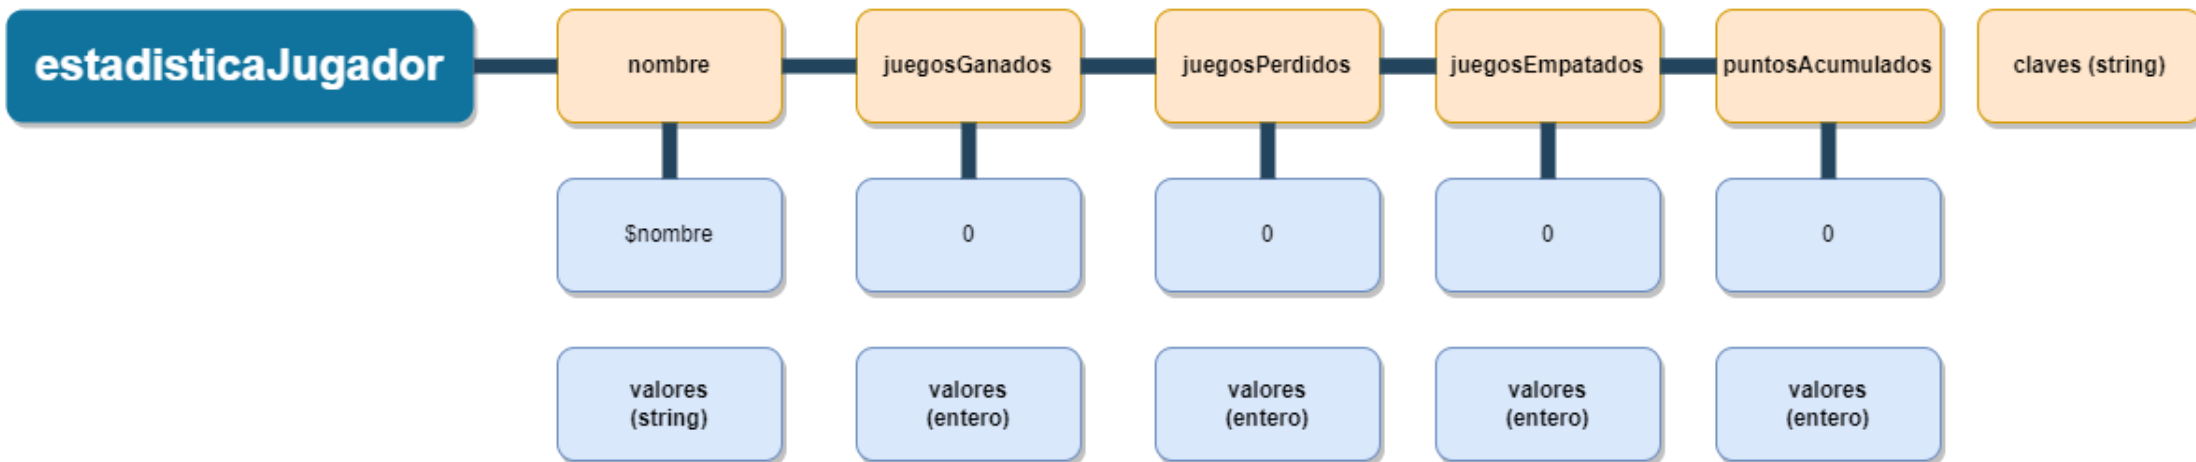 estadisticaJugador
nombre
juegosGanados
juegosPerdidos
juegosEmpatados
puntosAcumulados
claves (string)
$nombre
0
0
0
0
valores
(string)
valores
(entero)
valores
(entero)
valores
(entero)
valores
(entero)